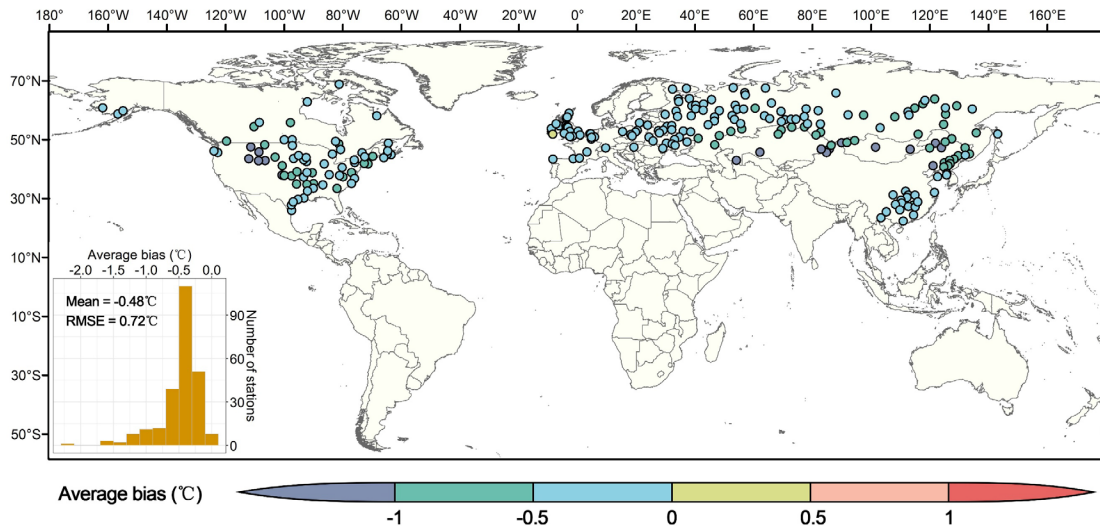 180° 160°W 140°W 120°W 100°W 80°W 60°W 40°W 20°W 0° 20°E 40°E 60°E 80°E 100°E 120°E 140°E 160°E
70°N
50°N
30°N
10°N
10°S
30°S
50°S
Average bias (℃)
-2.0 -1.0 -0.5 0.0
Mean = -0.48℃
RMSE = 0.72℃
90
60
30
0
Number of stations
Average bias (℃)
-1 -0.5 0 0.5 1